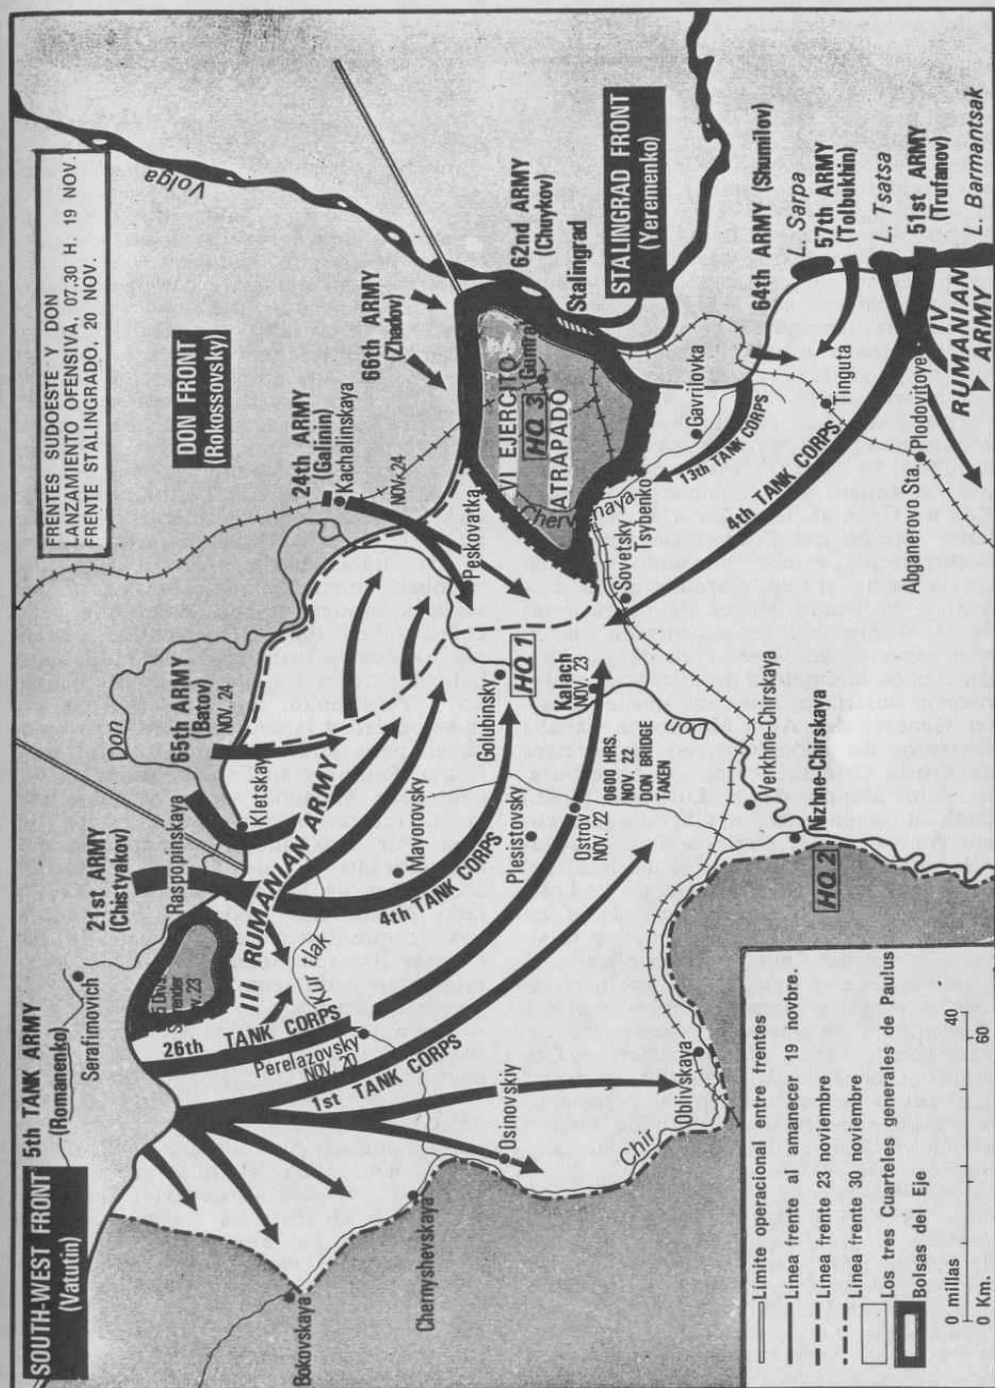 SOUTH-WEST FRONT
(Vatutin)
5th TANK ARMY
(Romanenko)
21st ARMY
(Chistyakov)
65th ARMY
(Batov)
NOV. 24
DON FRONT
(Rokossovsky)
24th ARMY
(Galinin)
66th ARMY
(Zhadov)
FRENTES SUDOESTE Y DON
LANZAMIENTO OFENSIVA, 07,30 H. 19 NOV.
FRENTE STALINGRADO, 20 NOV.
Volga
Don
Serafimovich
Raspopinskaya
Kletskaya
Kachalinskaya
NOV. 24
62nd ARMY
(Chuykov)
Stalingrad
STALINGRAD FRONT
(Yeremenko)
Surrender
III RUMANIAN ARMY
Mayorovsky
Golubinsky
Peskovatka
VI EJERCITO
HQ 3
ATRAPADO
Gumrak
HQ 1
26th TANK CORPS
Kur tlak
4th TANK CORPS
Perelazovsky
NOV. 20
1st TANK CORPS
Plesistovsky
Ostrov
NOV. 22
0600 HRS.
NOV. 22
DON BRIDGE
TAKEN
Kalach
NOV. 23
Sovetsky
Tsybenko
Gavrilovka
13th TANK CORPS
64th ARMY (Shumilov)
L. Sarpa
57th ARMY
(Tolbukhin)
L. Tsatsa
51st ARMY
(Trufanov)
L. Barmantsak
4th TANK CORPS
Tinguta
Plodovitoye
Abganerovo Sta.
IV
RUMANIAN
ARMY
Don
Verkhne-Chirskaya
Nizhne-Chirskaya
HQ 2
Bokovskaya
Chernyshevskaya
Osinovskiy
Chir
Oblivskaya
Límite operacional entre frentes
Línea frente al amanecer 19 novbre.
Línea frente 23 noviembre
Línea frente 30 noviembre
Los tres Cuarteles generales de Paulus
Bolsas del Eje
0 millas 40
0 Km. 60